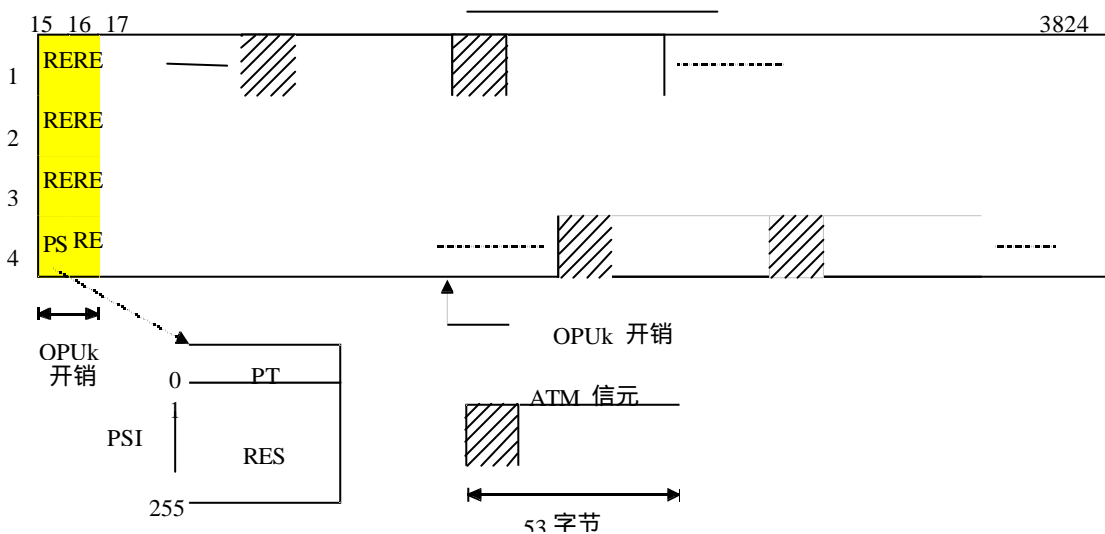 15 16 17 3824
1 RERE
2 RERE
3 RERE
4 PS RE
OPUk 开销
OPUk
开销
0 PT
ATM 信元
1
PSI
RES
255
53 字节